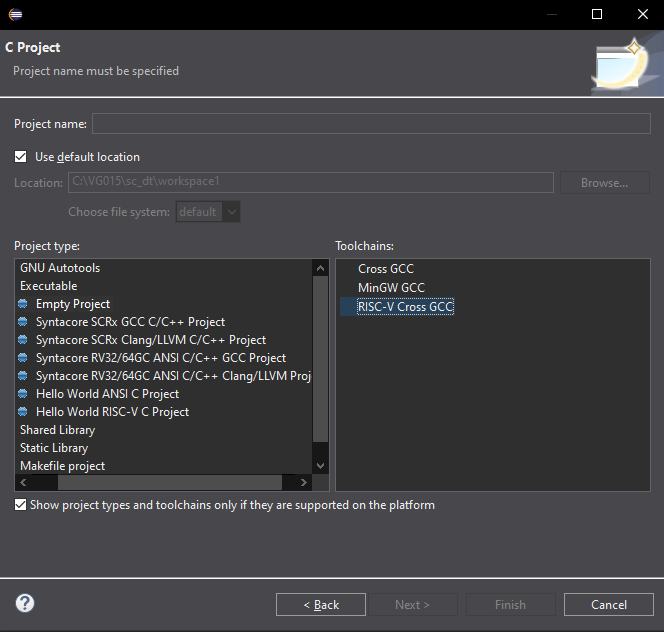 C Project
Project name must be specified
Project name:
Use default location
Location: C:\VG015\sc_dt\workspace1 Browse...
Choose file system: default
Project type: Toolchains:
GNU Autotools
Executable
Empty Project
Syntacore SCRx GCC C/C++ Project
Syntacore SCRx Clang/LLVM C/C++ Project
Syntacore RV32/64GC ANSI C/C++ GCC Project
Syntacore RV32/64GC ANSI C/C++ Clang/LLVM Proj
Hello World ANSI C Project
Hello World RISC-V C Project
Shared Library
Static Library
Makefile project
Cross GCC
MinGW GCC
RISC-V Cross GCC
Show project types and toolchains only if they are supported on the platform
? < Back Next > Finish Cancel